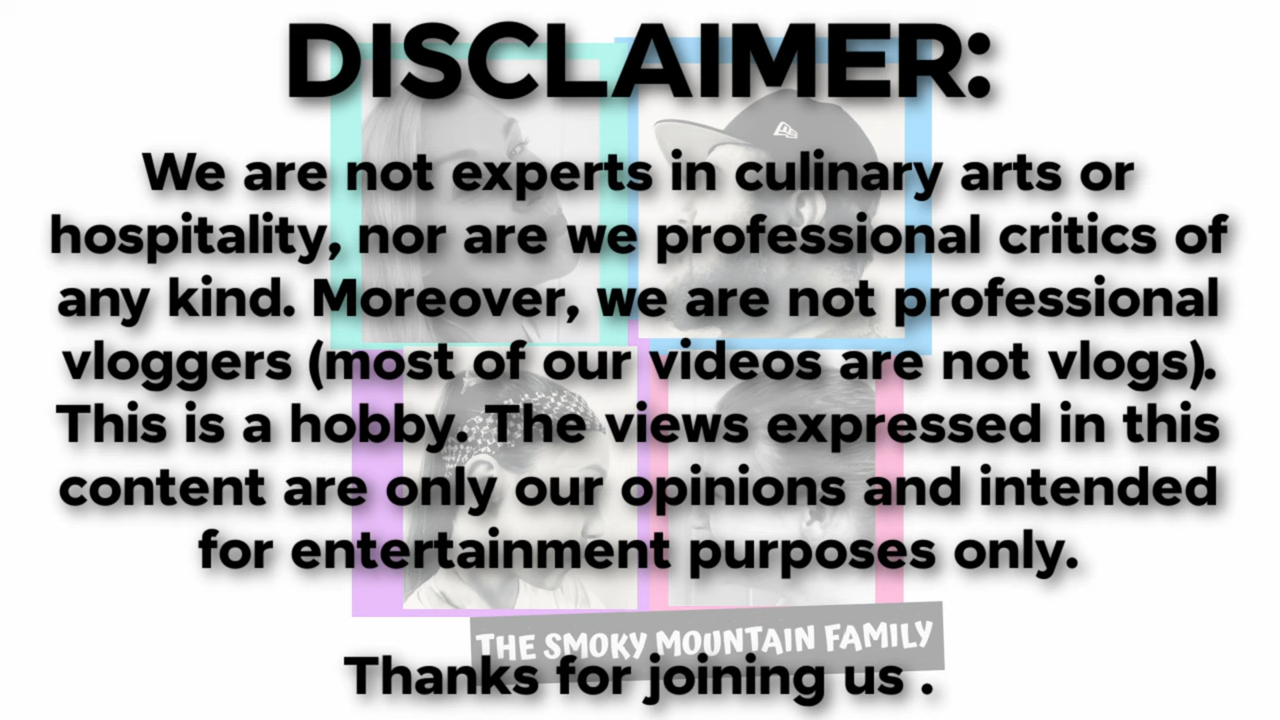 DISCLAIMER:
We are not experts in culinary arts or
hospitality, nor are we professional critics of
any kind. Moreover, we are not professional
vloggers (most of our videos are not vlogs).
This is a hobby. The views expressed in this
content are only our opinions and intended
for entertainment purposes only.
THE SMOKY MOUNTAIN FAMILY
Thanks for joining us .